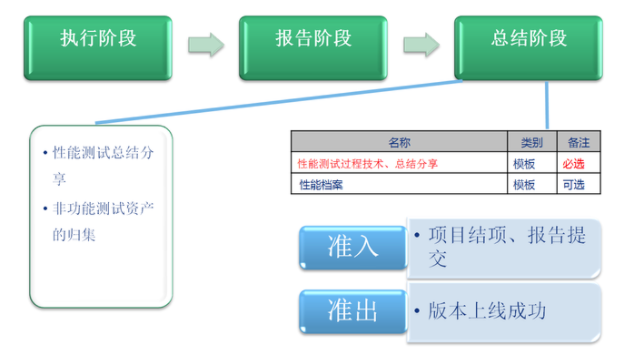 执行阶段
报告阶段
总结阶段
• 性能测试总结分
享
• 非功能测试资产
的归集
名称 类别 备注
性能测试过程技术、总结分享 模板 必选
性能档案 模板 可选
准入
• 项目结项、报告提
交
准出
• 版本上线成功